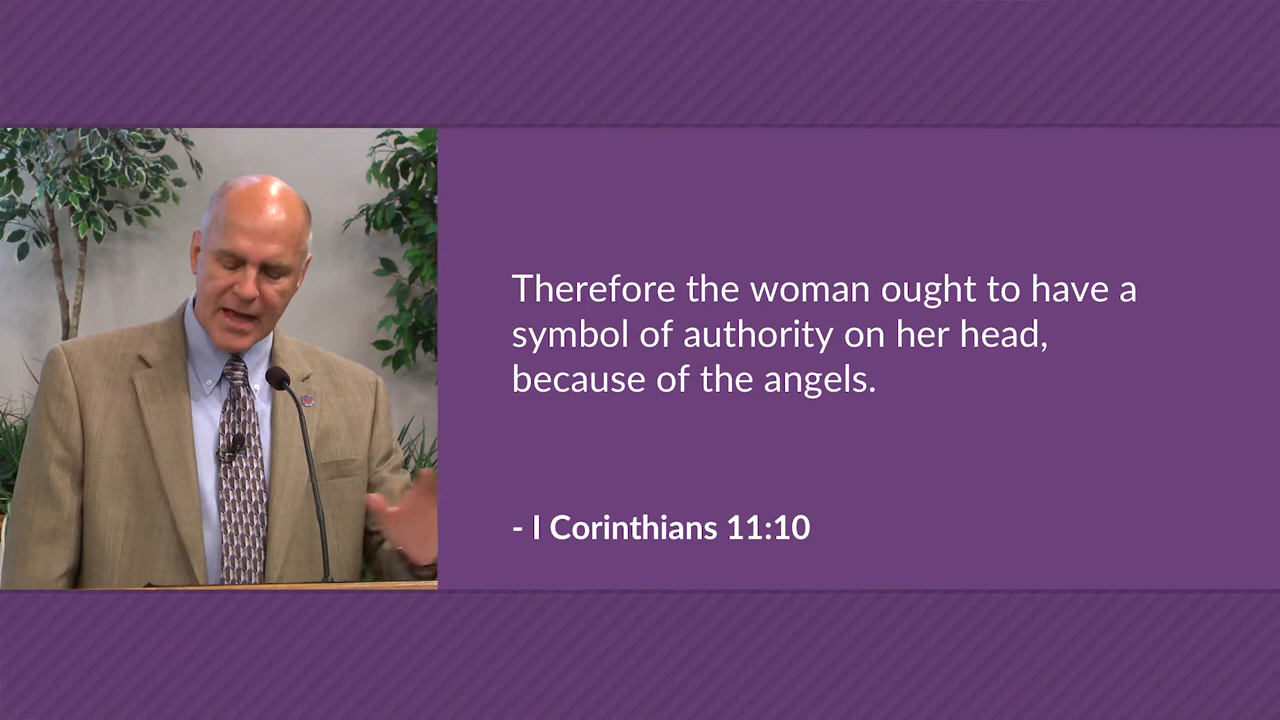 Therefore the woman ought to have a
symbol of authority on her head,
because of the angels.
- I Corinthians 11:10